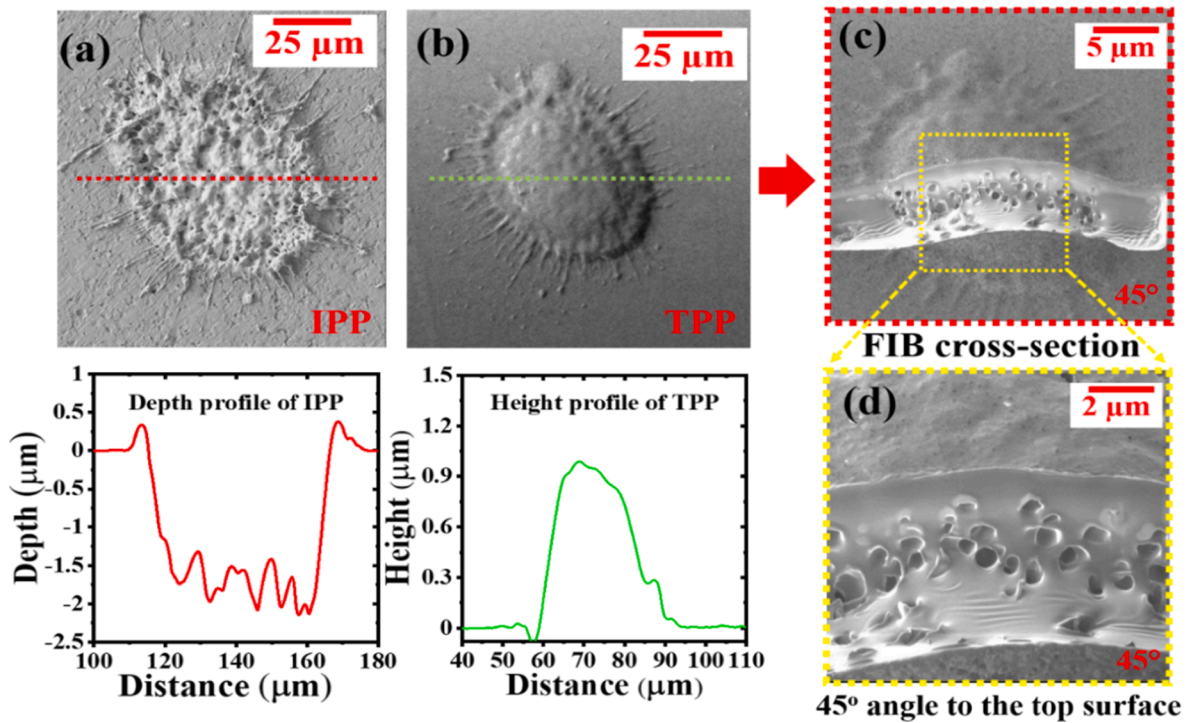 (a)
25 μm
IPP
(b)
25 μm
TPP
(c)
5 μm
45°
FIB cross-section
Depth profile of IPP
Depth (μm)
1
0.5
0
-0.5
-1
-1.5
-2
-2.5
100 120 140 160 180
Distance (μm)
Height profile of TPP
Height (μm)
1.5
1.2
0.9
0.6
0.3
0
40 50 60 70 80 90 100 110
Distance (μm)
(d)
2 μm
45°
45° angle to the top surface